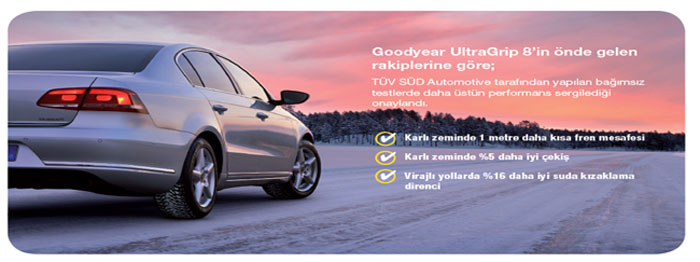 Goodyear UltraGrip 8'in önde gelen
rakiplerine göre;
TÜV SÜD Automotive tarafından yapılan bağımsız
testlerde daha üstün performans sergilediği
onaylandı.
Karlı zeminde 1 metre daha kısa fren mesafesi
Karlı zeminde %5 daha iyi çekiş
Virajlı yollarda %16 daha iyi suda kızaklama
direnci